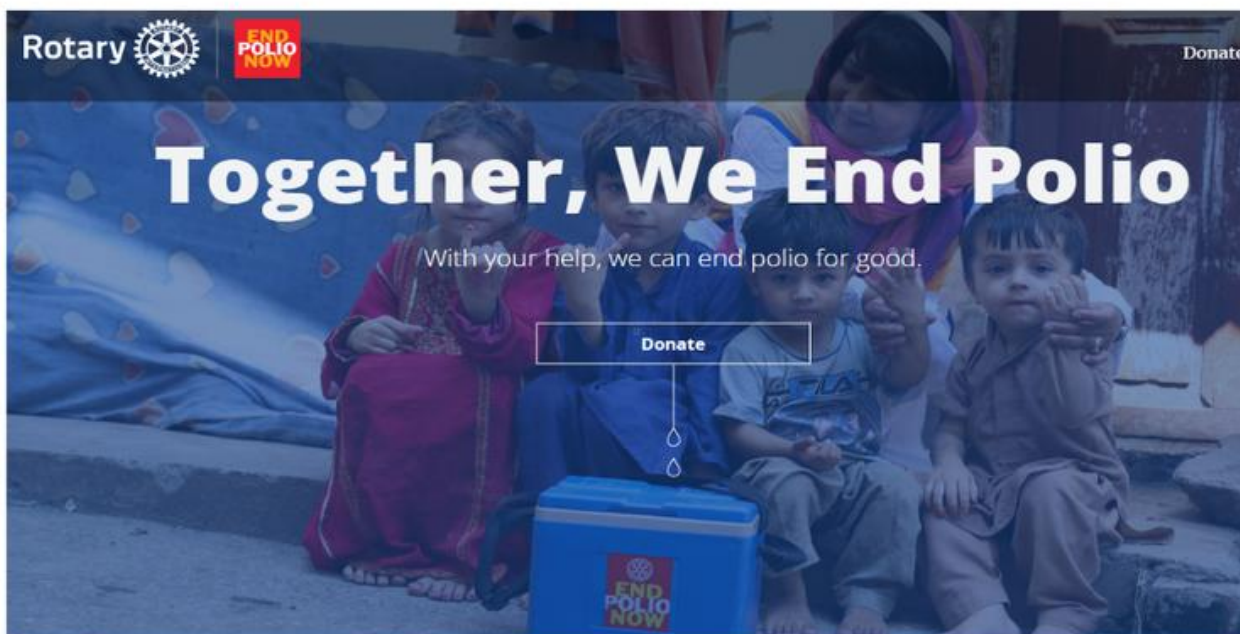 Rotary
END
POLIO
NOW
Donate
Together, We End Polio
With your help, we can end polio for good.
Donate
END
POLIO
NOW